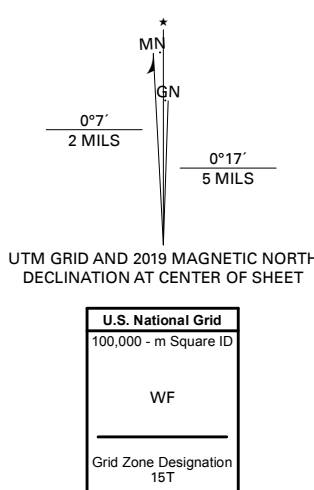 ★
MN
GN
0°7´
2 MILS
0°17´
5 MILS
UTM GRID AND 2019 MAGNETIC NORTH
DECLINATION AT CENTER OF SHEET
U.S. National Grid
100,000 - m Square ID
WF
Grid Zone Designation
15T